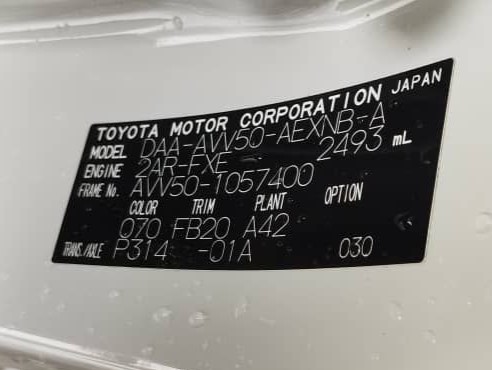 TOYOTA MOTOR CORPORATION JAPAN
MODEL DAA-AVV50-AEXNB-A
ENGINE 2AR-FXE 2493 mL
FRAME No. AVV50-1057400
COLOR TRIM PLANT OPTION
070 FB20 A42
TRANS./AXLE P314 -01A 030